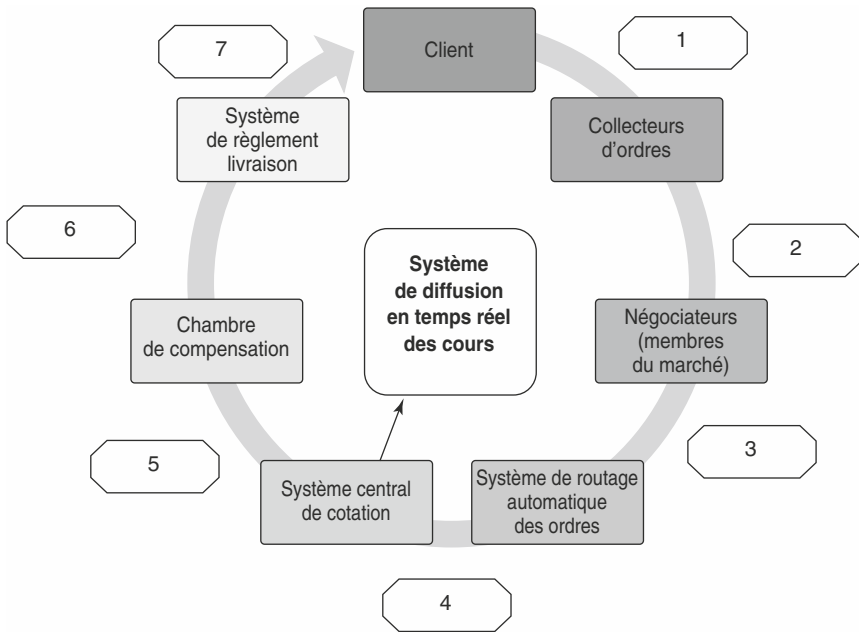 7
Client
1
Système
de règlement
livraison
Collecteurs
d'ordres
6
2
Système
de diffusion
en temps réel
des cours
Chambre
de compensation
Négociateurs
(membres
du marché)
5
3
Système central
de cotation
Système de routage
automatique
des ordres
4